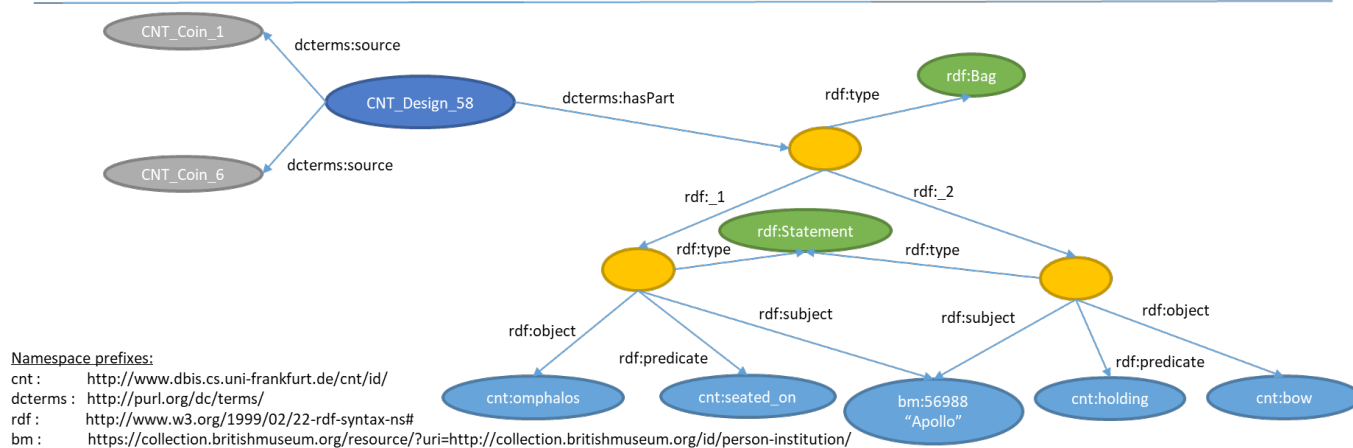 CNT_Coin_1
dcterms:source
rdf:Bag
rdf:type
CNT_Design_58
dcterms:hasPart
dcterms:source
CNT_Coin_6
rdf:_1
rdf:_2
rdf:Statement
rdf:type
rdf:type
rdf:subject
rdf:subject
rdf:object
rdf:object
rdf:predicate
rdf:predicate
cnt:omphalos
cnt:seated_on
bm:56988
“Apollo”
cnt:holding
cnt:bow
Namespace prefixes:
cnt : http://www.dbis.cs.uni-frankfurt.de/cnt/id/
dcterms : http://purl.org/dc/terms/
rdf : http://www.w3.org/1999/02/22-rdf-syntax-ns#
bm : https://collection.britishmuseum.org/resource/?uri=http://collection.britishmuseum.org/id/person-institution/